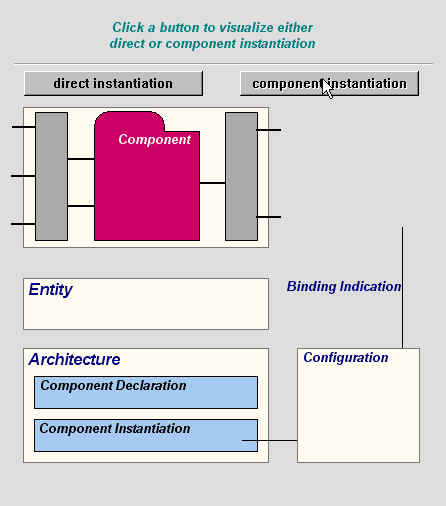 Click a button to visualize either
direct or component instantiation
direct instantiation
component instantiation
Component
Entity
Binding Indication
Architecture
Configuration
Component Declaration
Component Instantiation